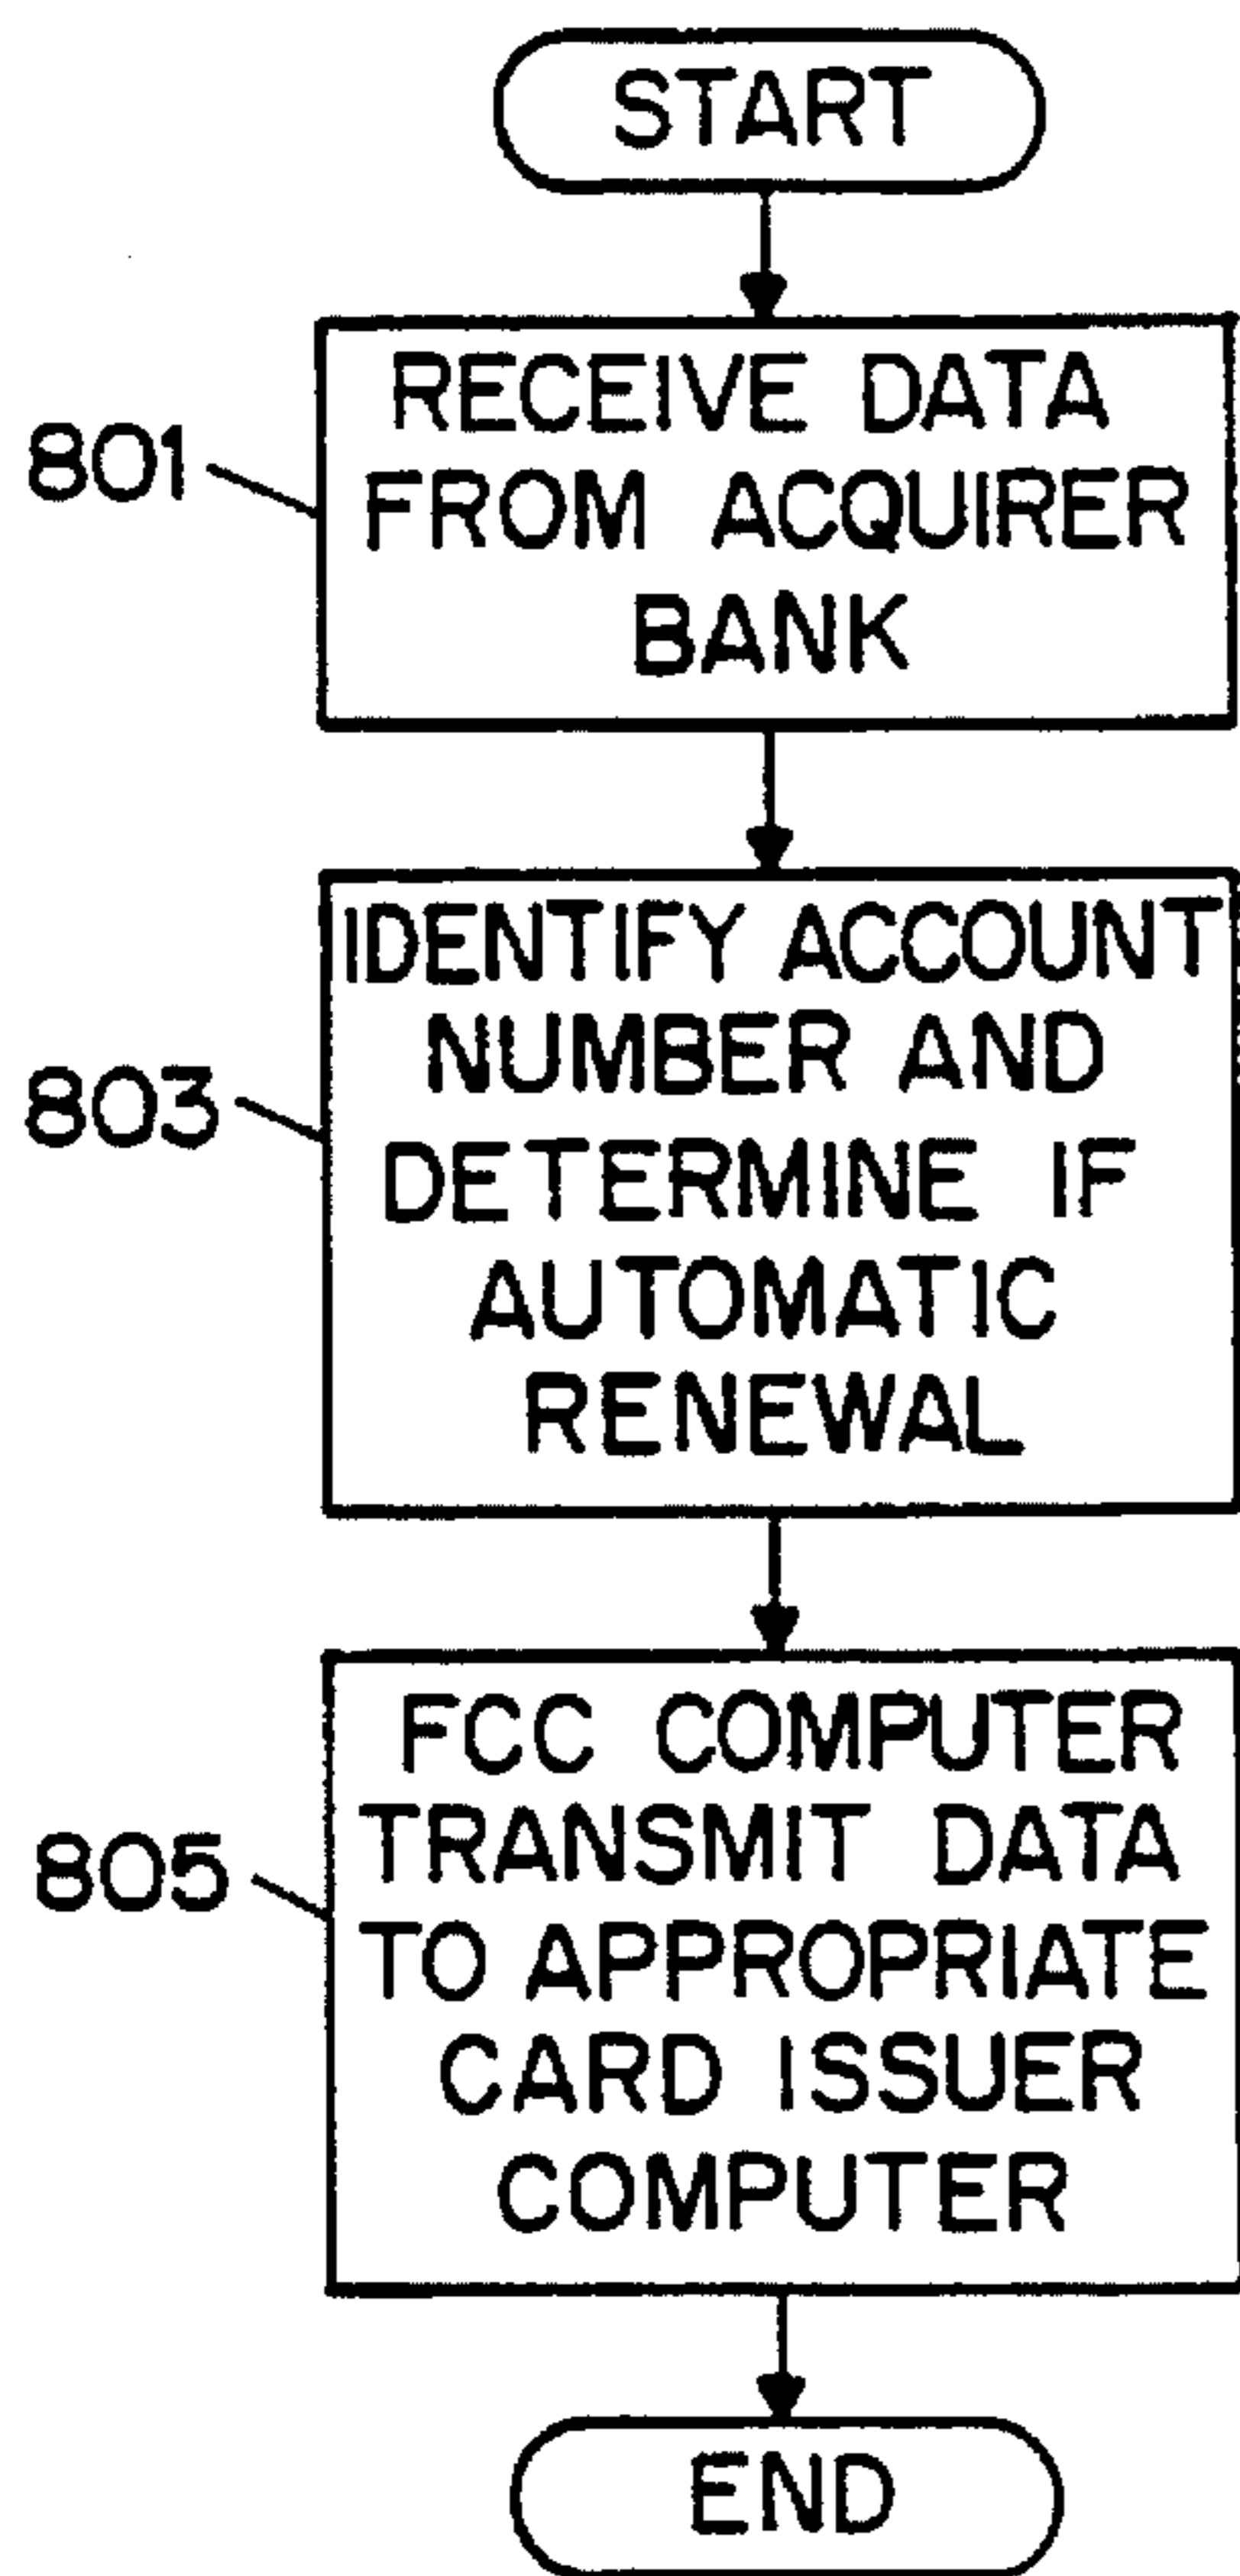 START
801
RECEIVE DATA
FROM ACQUIRER
BANK
803
IDENTIFY ACCOUNT
NUMBER AND
DETERMINE IF
AUTOMATIC
RENEWAL
805
FCC COMPUTER
TRANSMIT DATA
TO APPROPRIATE
CARD ISSUER
COMPUTER
END